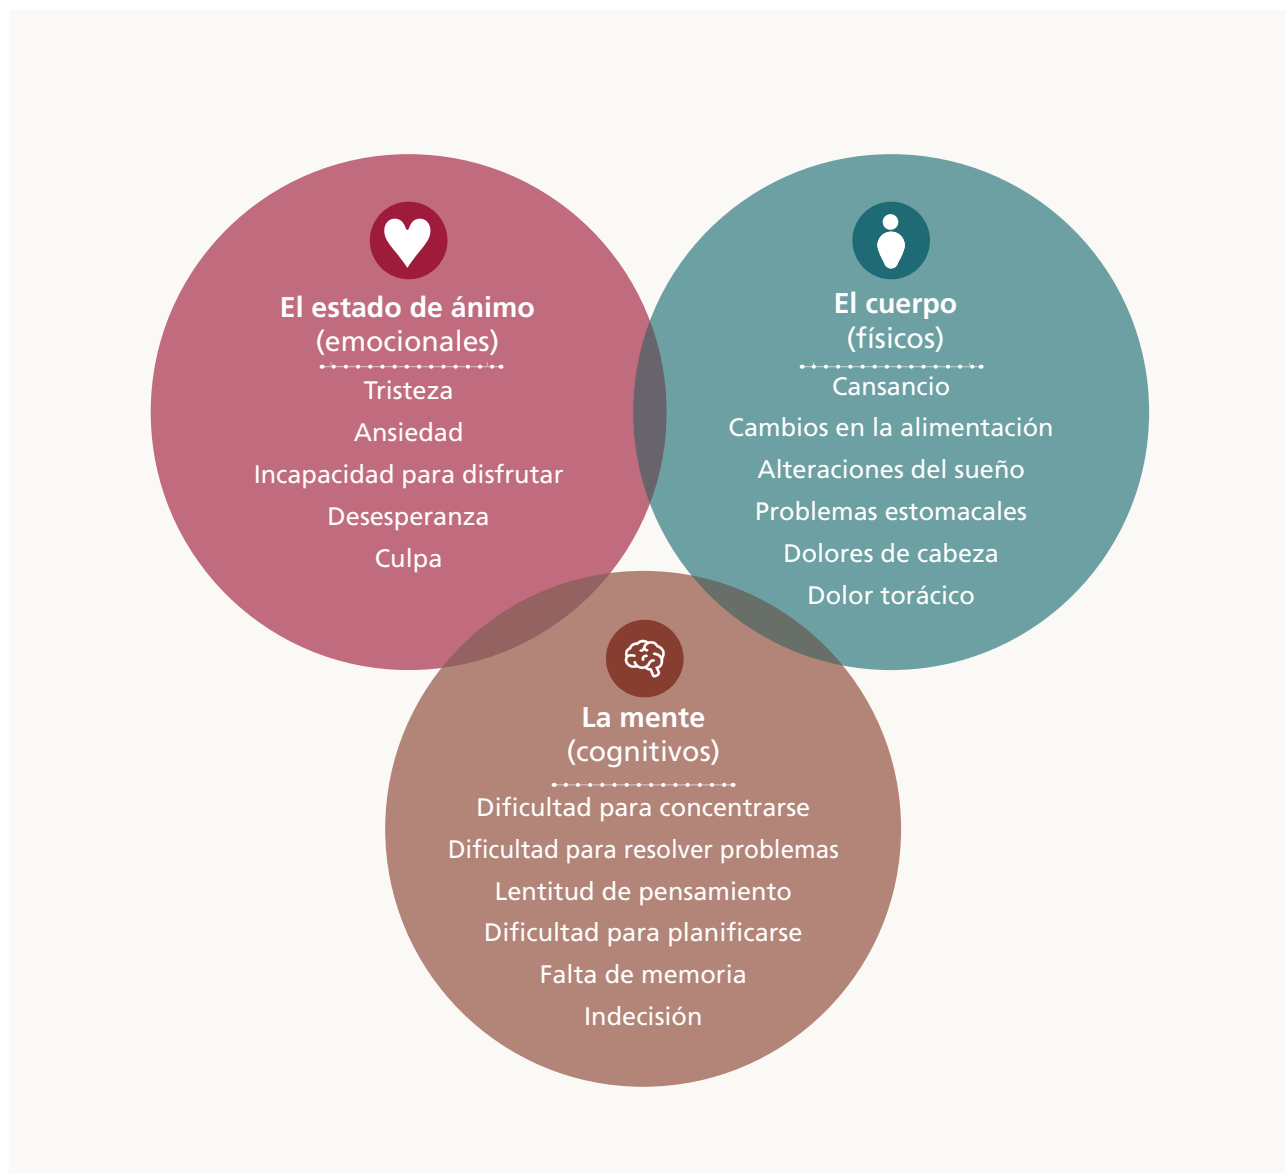 El estado de ánimo
(emocionales)
Tristeza
Ansiedad
Incapacidad para disfrutar
Desesperanza
Culpa
El cuerpo
(físicos)
Cansancio
Cambios en la alimentación
Alteraciones del sueño
Problemas estomacales
Dolores de cabeza
Dolor torácico
La mente
(cognitivos)
Dificultad para concentrarse
Dificultad para resolver problemas
Lentitud de pensamiento
Dificultad para planificarse
Falta de memoria
Indecisión